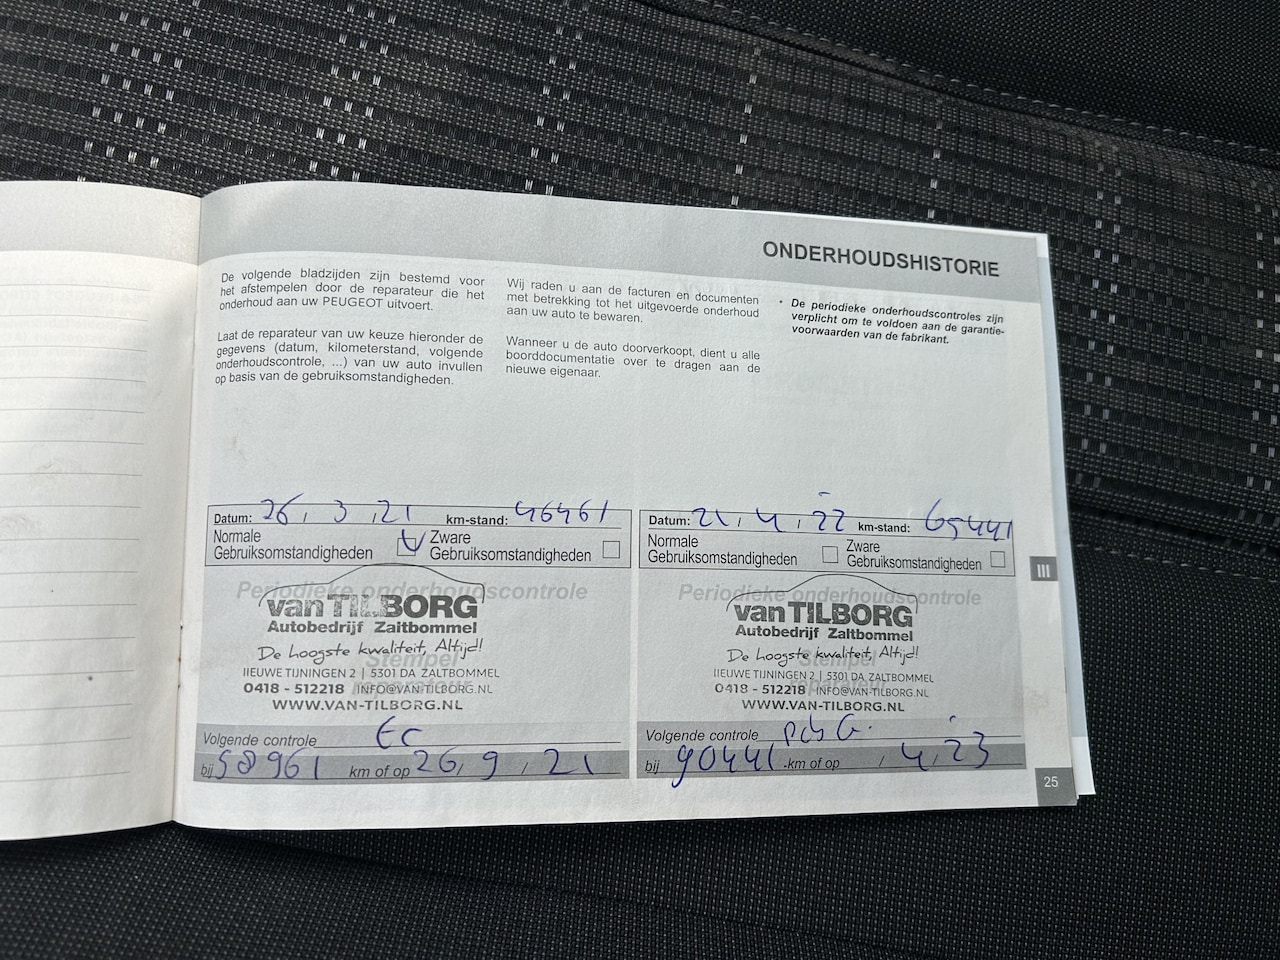 ONDERHOUDSHISTORIE
De volgende bladzijden zijn bestemd voor
het afstempelen door de reparateur die het
onderhoud aan uw PEUGEOT uitvoert.
Laat de reparateur van uw keuze hieronder de
gegevens (datum, kilometerstand, volgende
onderhoudscontrole, ...) van uw auto invullen
op basis van de gebruiksomstandigheden.
Wij raden u aan de facturen en documenten
met betrekking tot het uitgevoerde onderhoud
aan uw auto te bewaren.
Wanneer u de auto doorverkoopt, dient u alle
boorddocumentatie over te dragen aan de
nieuwe eigenaar.
• De periodieke onderhoudscontroles zijn
verplicht om te voldoen aan de garantie-
voorwaarden van de fabrikant.
Datum: 26, 3, 21 km-stand: 46461
Normale
Gebruiksomstandigheden
Zware
Gebruiksomstandigheden
Periodieke onderhoudscontrole
van TILBORG
Autobedrijf Zaltbommel
De hoogste kwaliteit, Altijd!
Stempel
reparateur
NIEUWE TIJNINGEN 2 | 5301 DA ZALTBOMMEL
0418 - 512218 INFO@VAN-TILBORG.NL
WWW.VAN-TILBORG.NL
Volgende controle
bij 58961 km of op 26, 9, 21
Datum: 21, 4, 22 km-stand: 65441
Normale
Gebruiksomstandigheden
Zware
Gebruiksomstandigheden
Periodieke onderhoudscontrole
van TILBORG
Autobedrijf Zaltbommel
De hoogste kwaliteit, Altijd!
Stempel
reparateur
NIEUWE TIJNINGEN 2 | 5301 DA ZALTBOMMEL
0418 - 512218 INFO@VAN-TILBORG.NL
WWW.VAN-TILBORG.NL
Volgende controle
bij 90441 km of op , 4, 23
III
25